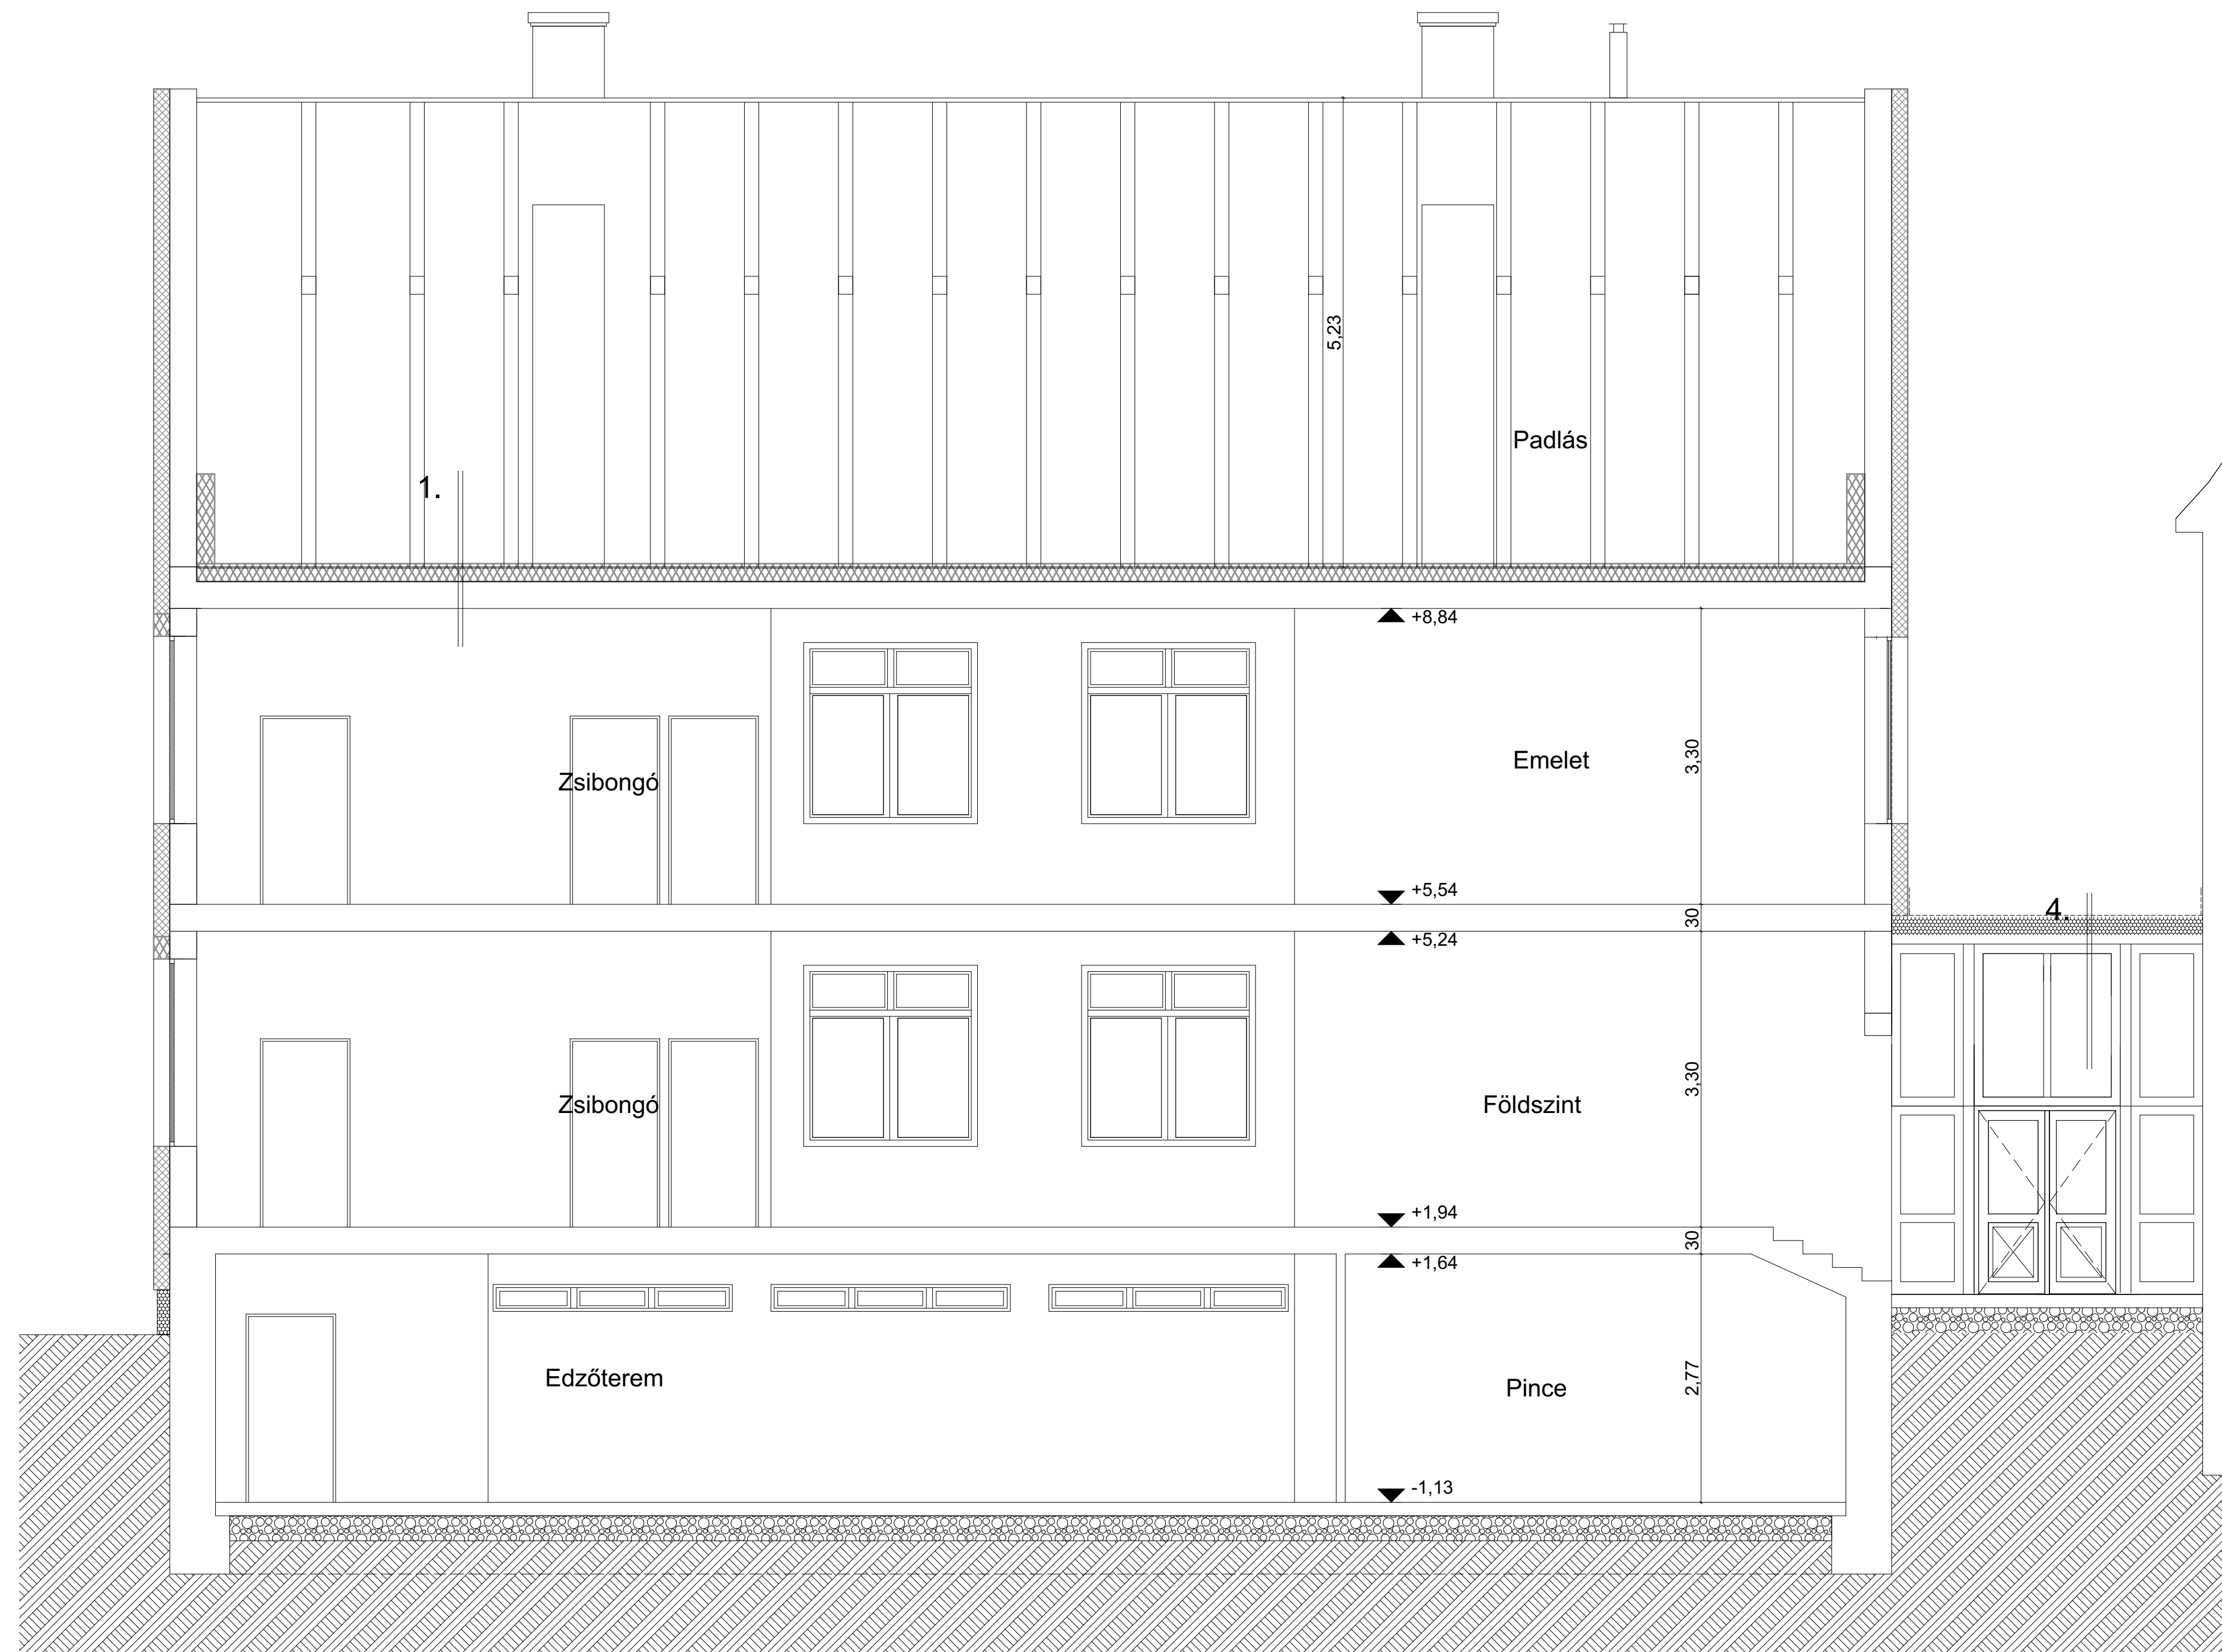 5,23
Padlás
1.
+8,84
Zsibongó
Emelet
3,30
+5,54
30
4.
+5,24
Zsibongó
Földszint
3,30
+1,94
30
+1,64
Edzőterem
Pince
2,77
-1,13